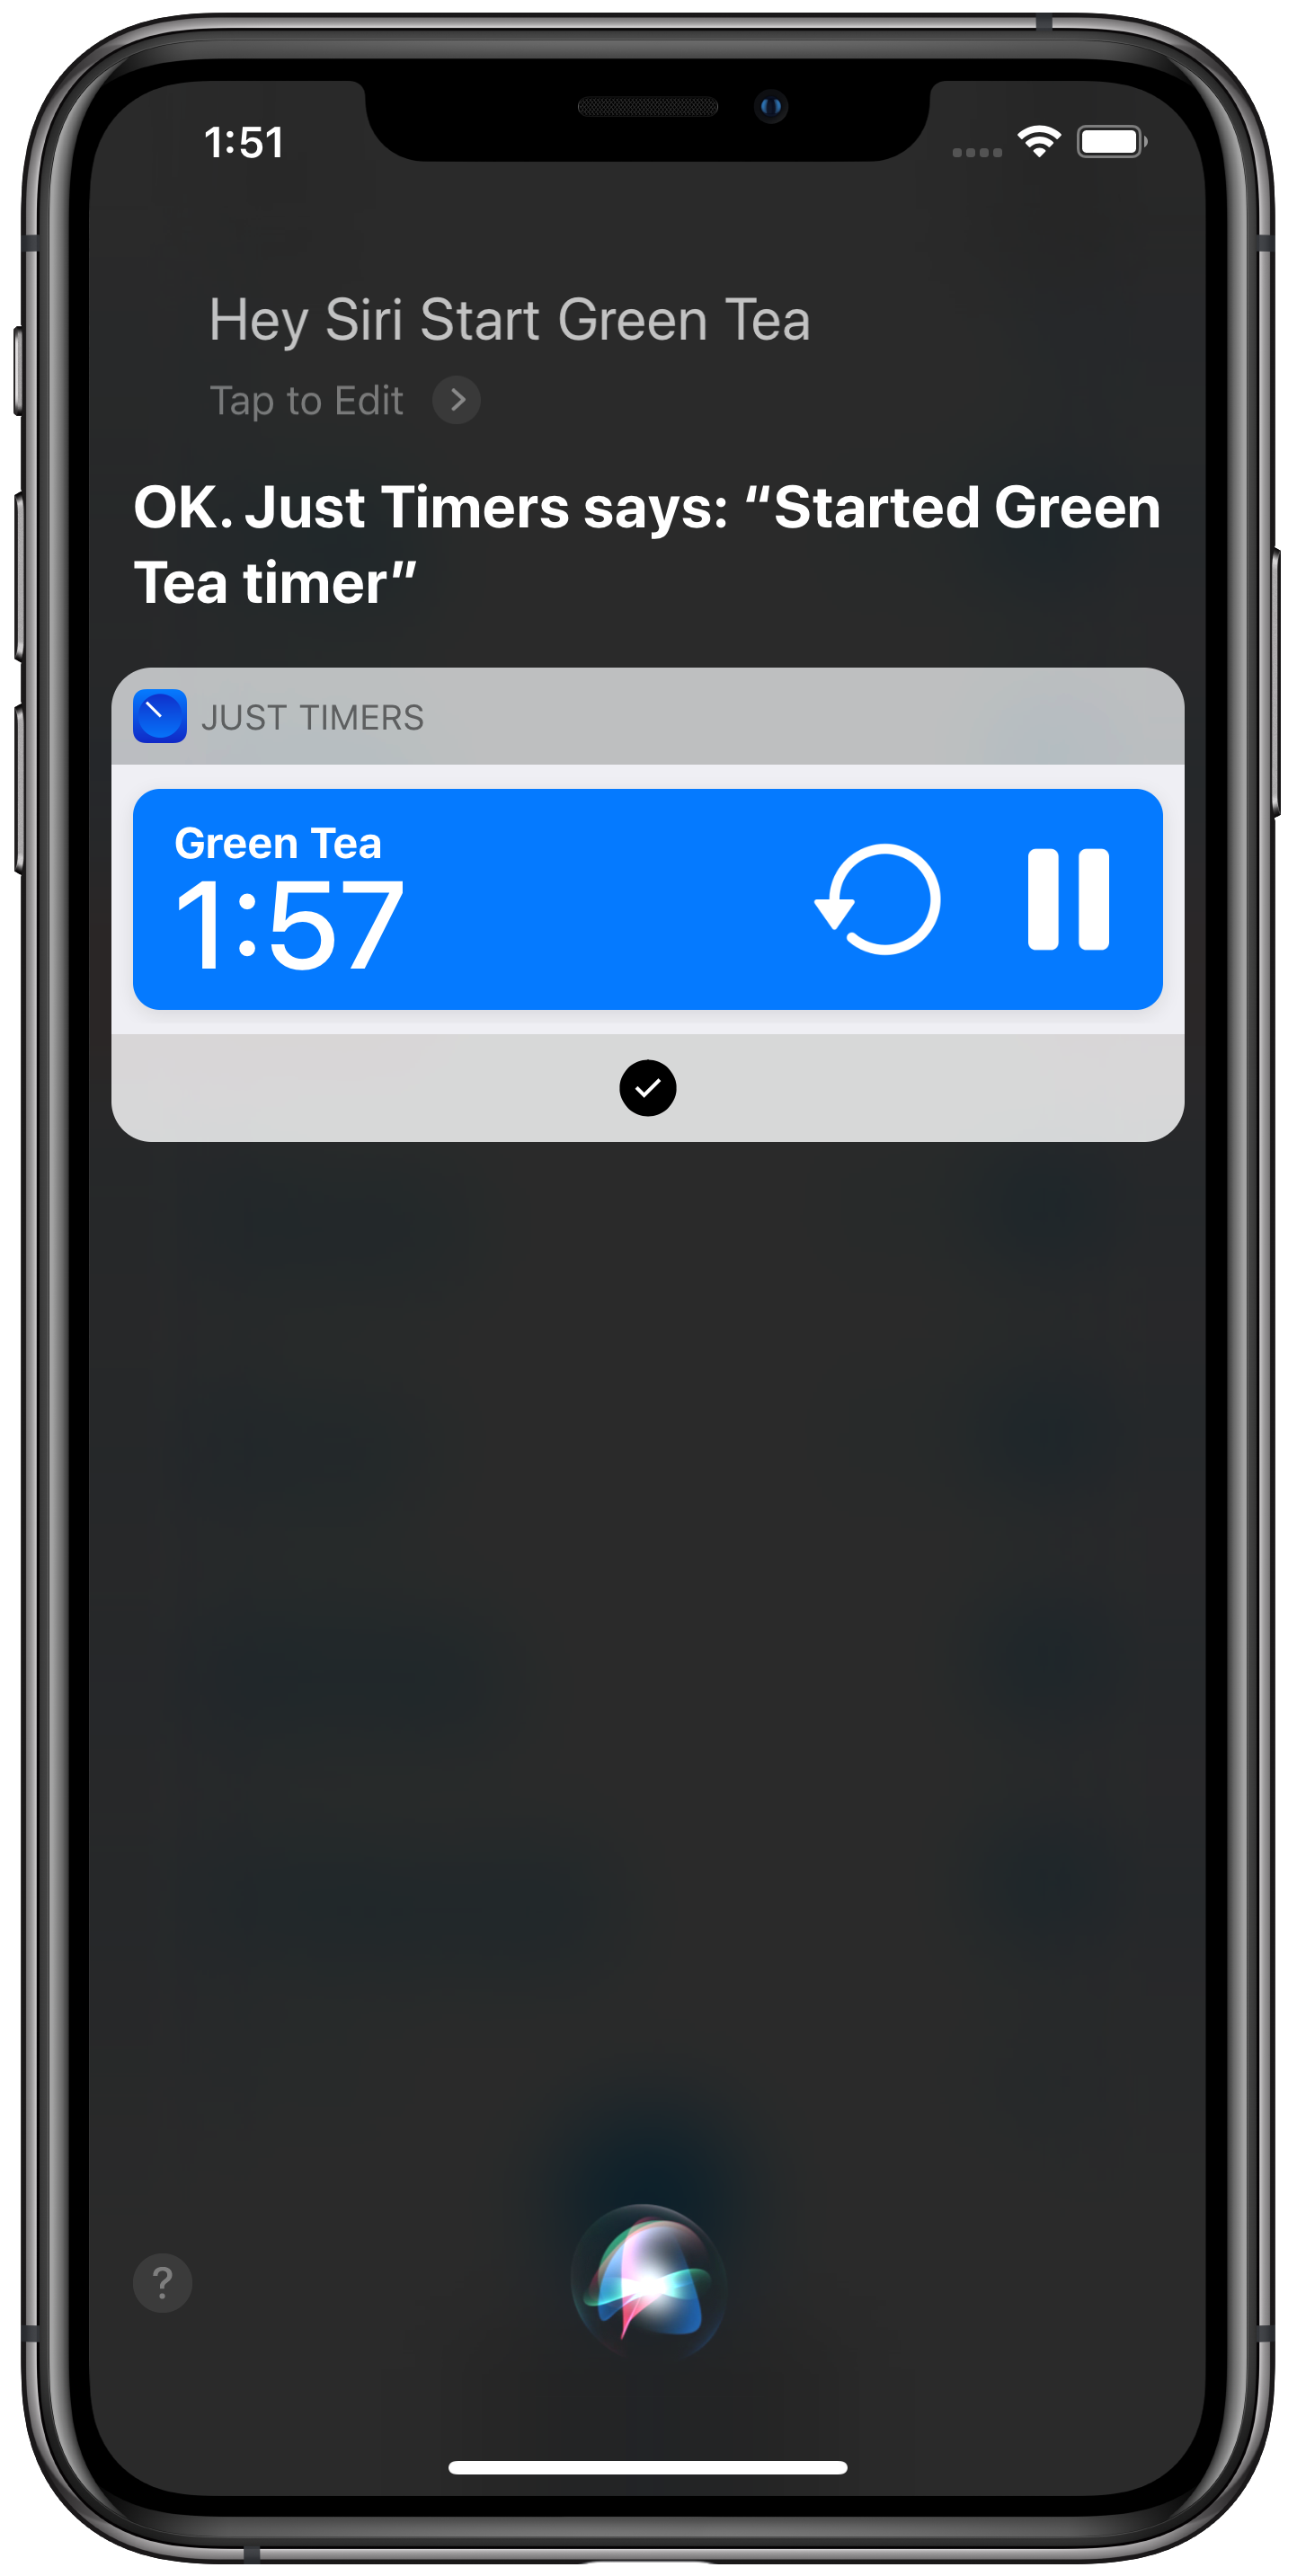 1:51
Hey Siri Start Green Tea
Tap to Edit
OK. Just Timers says: “Started Green
Tea timer”
JUST TIMERS
Green Tea
1:57
?